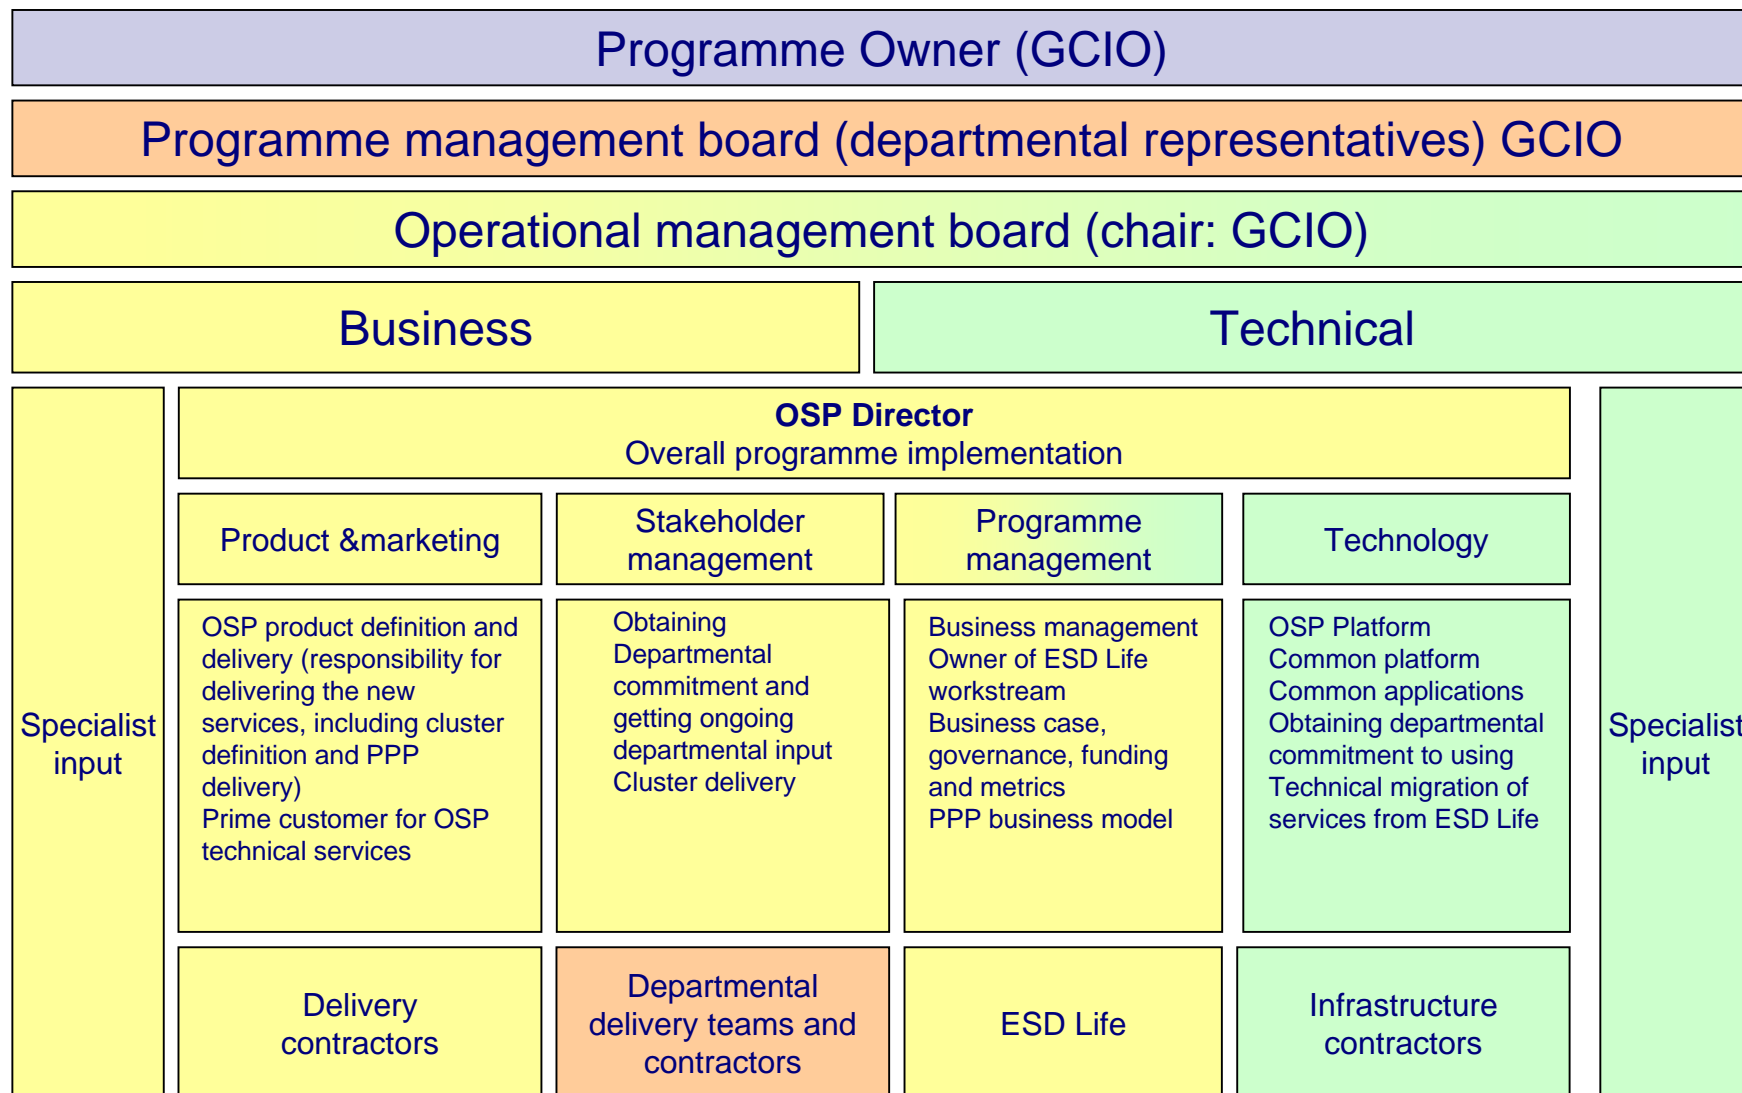 Programme Owner (GCIO)
Programme management board (departmental representatives) GCIO
Operational management board (chair: GCIO)
Business
Technical
Specialist
input
OSP Director
Overall programme implementation
Product &marketing
Stakeholder
management
Programme
management
Technology
OSP product definition and
delivery (responsibility for
delivering the new
services, including cluster
definition and PPP
delivery)
Prime customer for OSP
technical services
Obtaining
Departmental
commitment and
getting ongoing
departmental input
Cluster delivery
Business management
Owner of ESD Life
workstream
Business case,
governance, funding
and metrics
PPP business model
OSP Platform
Common platform
Common applications
Obtaining departmental
commitment to using
Technical migration of
services from ESD Life
Delivery
contractors
Departmental
delivery teams and
contractors
ESD Life
Infrastructure
contractors
Specialist
input